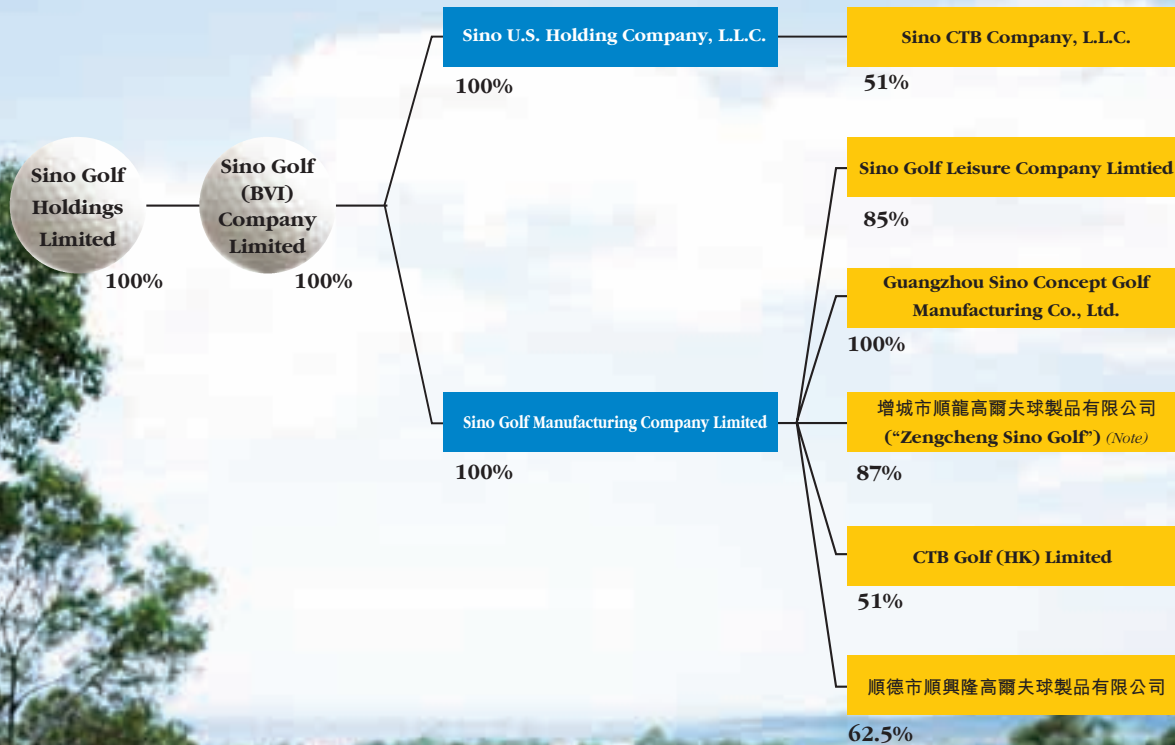 Sino Golf
Holdings
Limited
100%
Sino Golf
(BVI)
Company
Limited
100%
Sino U.S. Holding Company, L.L.C.
100%
Sino CTB Company, L.L.C.
51%
Sino Golf Manufacturing Company Limited
100%
Sino Golf Leisure Company Limtied
85%
Guangzhou Sino Concept Golf
Manufacturing Co., Ltd.
100%
增城市順龍高爾夫球製品有限公司
(“Zengcheng Sino Golf”) (Note)
87%
CTB Golf (HK) Limited
51%
順德市順興隆高爾夫球製品有限公司
62.5%